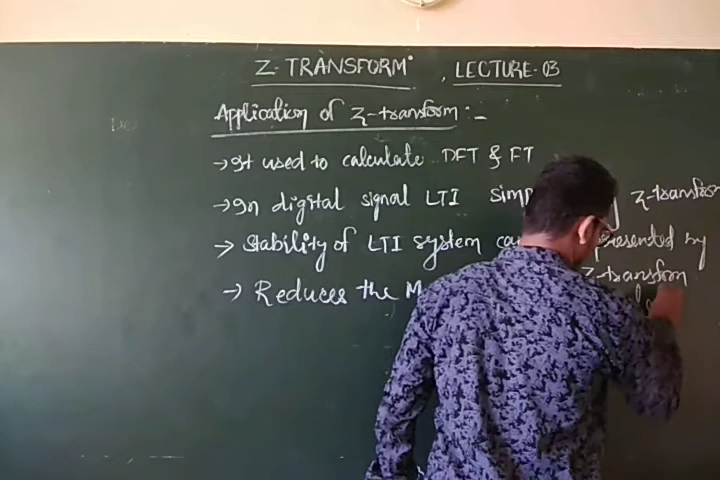 Z-TRANSFORM , LECTURE-03
Application of z-transform :-
→ It used to calculate DFT & FT
→ In digital signal LTI simp z-transform
→ Stability of LTI system ca presented by
z-transform
→ Reduces the M